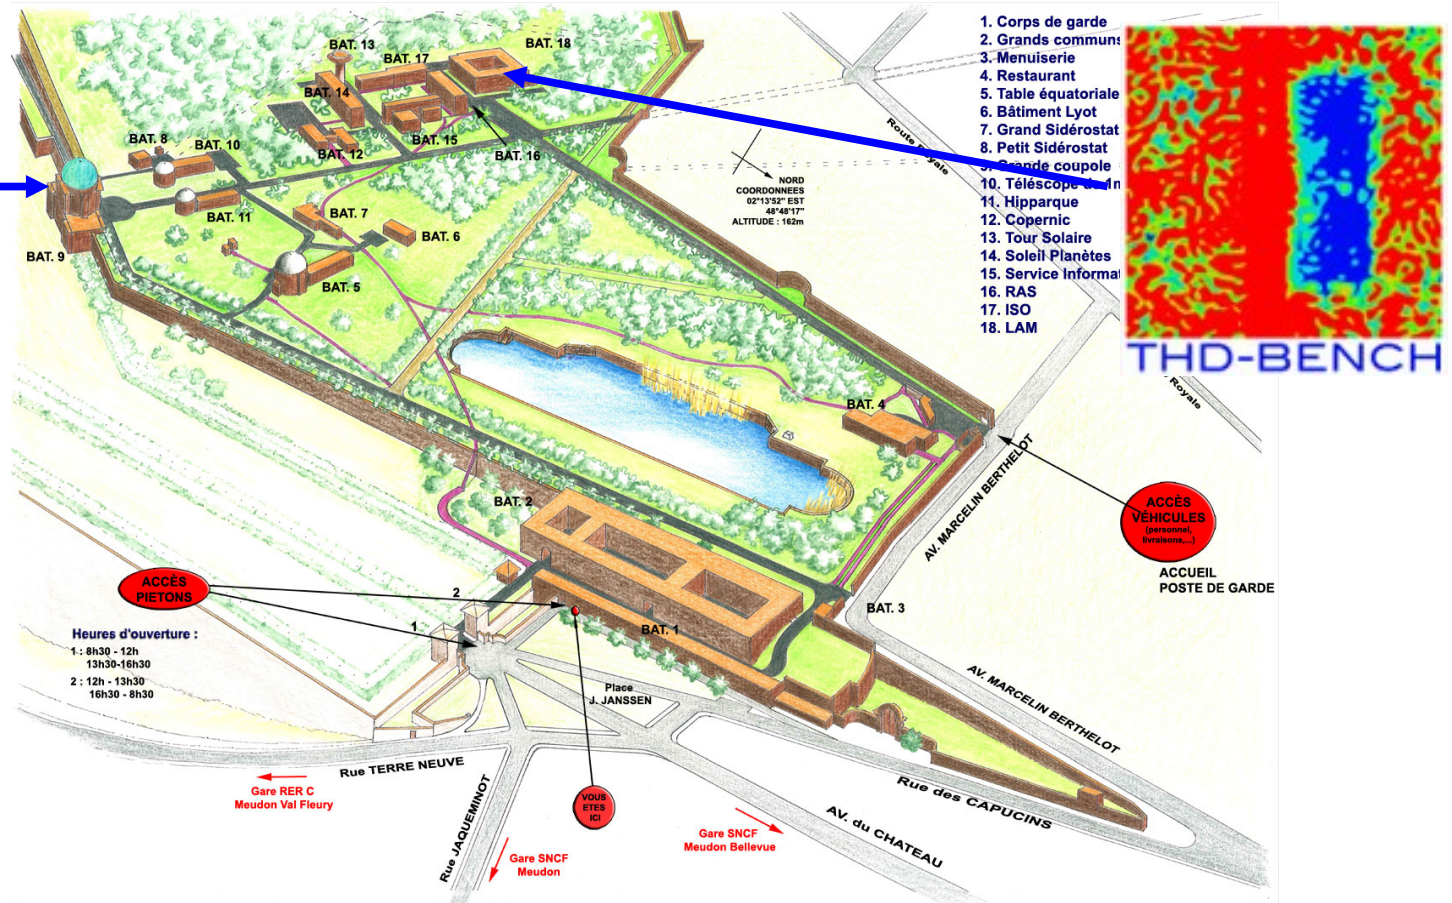 1. Corps de garde
2. Grands communs
3. Menuiserie
4. Restaurant
5. Table équatoriale
6. Bâtiment Lyot
7. Grand Sidérostat
8. Petit Sidérostat
coupole
10. Téléscope
11. Hipparque
12. Copernic
13. Tour Solaire
14. Soleil Planètes
15. Service
16. RAS
17. ISO
18. LAM
THD-BENCH
BAT. 13
BAT. 17
BAT. 18
BAT. 14
BAT. 8
BAT. 10
BAT. 12
BAT. 15
BAT. 16
BAT. 11
BAT. 7
BAT. 6
BAT. 9
BAT. 5
NORD
COORDONNEES
02°13'52" EST
48°48'17"
ALTITUDE : 162m
Route Royale
Royale
BAT. 4
BAT. 2
AV. MARCELIN BERTHELOT
ACCÈS
VÉHICULES
(personnel,
livraisons,...)
ACCUEIL
POSTE DE GARDE
ACCÈS
PIETONS
2
1
BAT. 3
BAT. 1
Heures d'ouverture :
1 : 8h30 - 12h
13h30-16h30
2 : 12h - 13h30
16h30 - 8h30
Place
J. JANSSEN
AV. MARCELIN BERTHELOT
Rue TERRE NEUVE
Gare RER C
Meudon Val Fleury
Rue JAQUEMINOT
VOUS
ETES
ICI
Gare SNCF
Meudon
Gare SNCF
Meudon Bellevue
Rue des CAPUCINS
AV. du CHATEAU